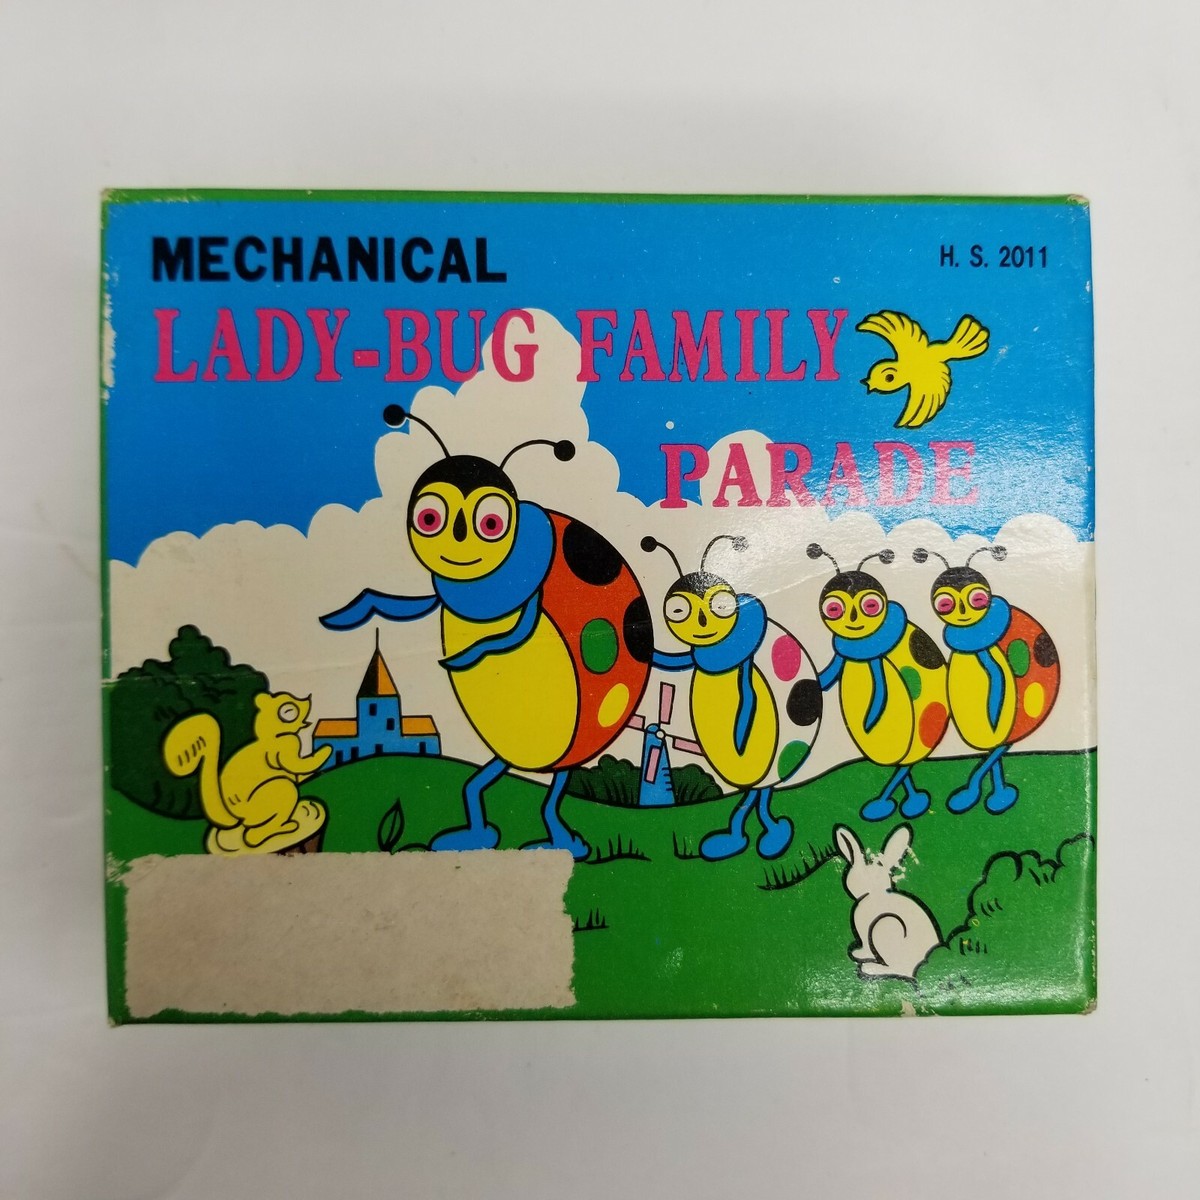 MECHANICAL
H. S. 2011
LADY-BUG FAMILY
PARADE